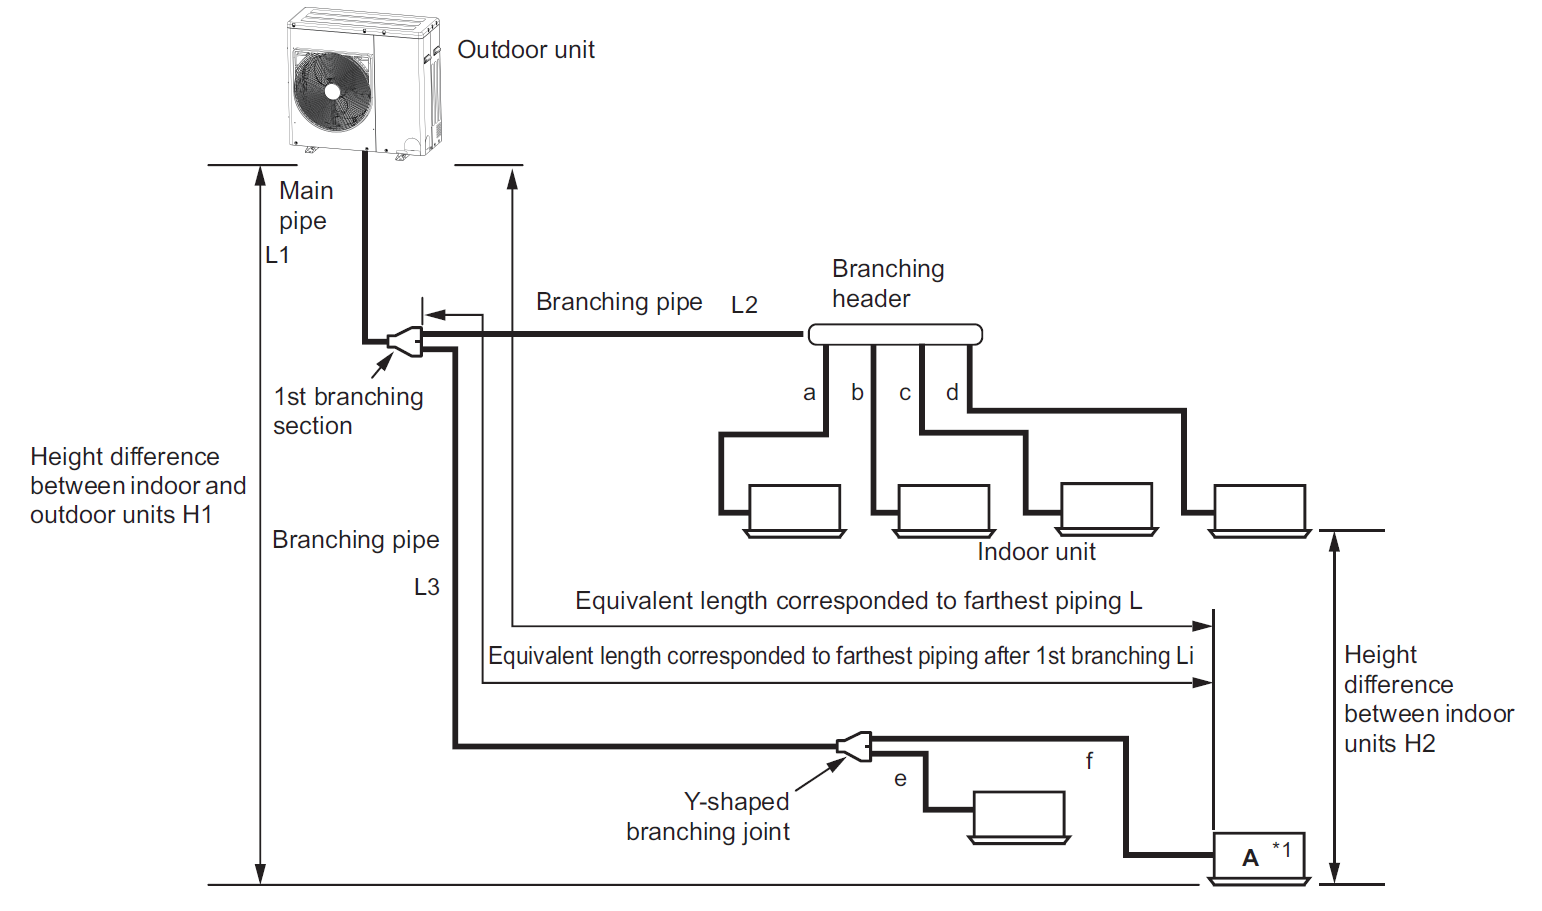 Outdoor unit
Main
pipe
L1
Branching
header
Branching pipe
L2
a
b
c
d
1st branching
section
Height difference
between indoor and
outdoor units H1
Branching pipe
L3
Indoor unit
Equivalent length corresponded to farthest piping L
Equivalent length corresponded to farthest piping after 1st branching Li
Height
difference
between indoor
units H2
f
e
Y-shaped
branching joint
A *1